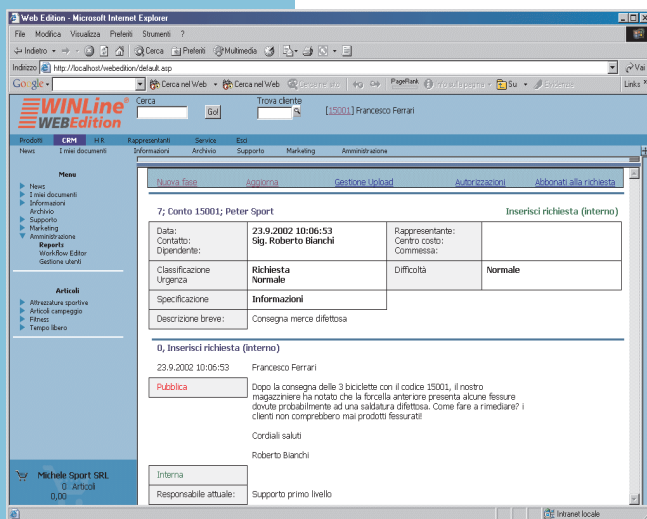 Web Edition - Microsoft Internet Explorer
File Modifica Visualizza Preferiti Strumenti ?
Indietro Cerca Preferiti Multimedia
Indirizzo http://localhost/webedition/default.asp Vai
Google Cerca nel Web Cerca nel Web Cerca nel sito PageRank Info sulla pagina Su Evidenzia Links »
WINLine®
WEBEdition
Cerca Trova cliente
Go! [15001] Francesco Ferrari
Prodotti CRM HR Rappresentanti Service Esci
News I miei documenti Informazioni Archivio Supporto Marketing Amministrazione
Menu
News
I miei documenti
Informazioni
Archivio
Supporto
Marketing
Amministrazione
Reports
Workflow Editor
Gestione utenti
Articoli
Attrezzature sportive
Articoli campeggio
Fitness
Tempo libero
Michele Sport SRL
0 Articoli
0,00
Nuova fase Aggiorna Gestione Upload Autorizzazioni Abbonati alla richiesta
7; Conto 15001; Peter Sport Inserisci richiesta (interno)
Data: 23.9.2002 10:06:53 Rappresentante:
Contatto: Sig. Roberto Bianchi Centro costo:
Dipendente: Commessa:
Classificazione Richiesta Difficoltà Normale
Urgenza Normale
Specificazione Informazioni
Descrizione breve: Consegna merce difettosa
0, Inserisci richiesta (interno)
23.9.2002 10:06:53 Francesco Ferrari
Pubblica Dopo la consegna delle 3 biciclette con il codice 15001, il nostro
magazziniere ha notato che la forcella anteriore presenta alcune fessure
dovute probabilmente ad una saldatura difettosa. Come fare a rimediare? i
clienti non comprebbero mai prodotti fessurati!
Cordiali saluti
Roberto Bianchi
Interna
Responsabile attuale: Supporto primo livello
Intranet locale